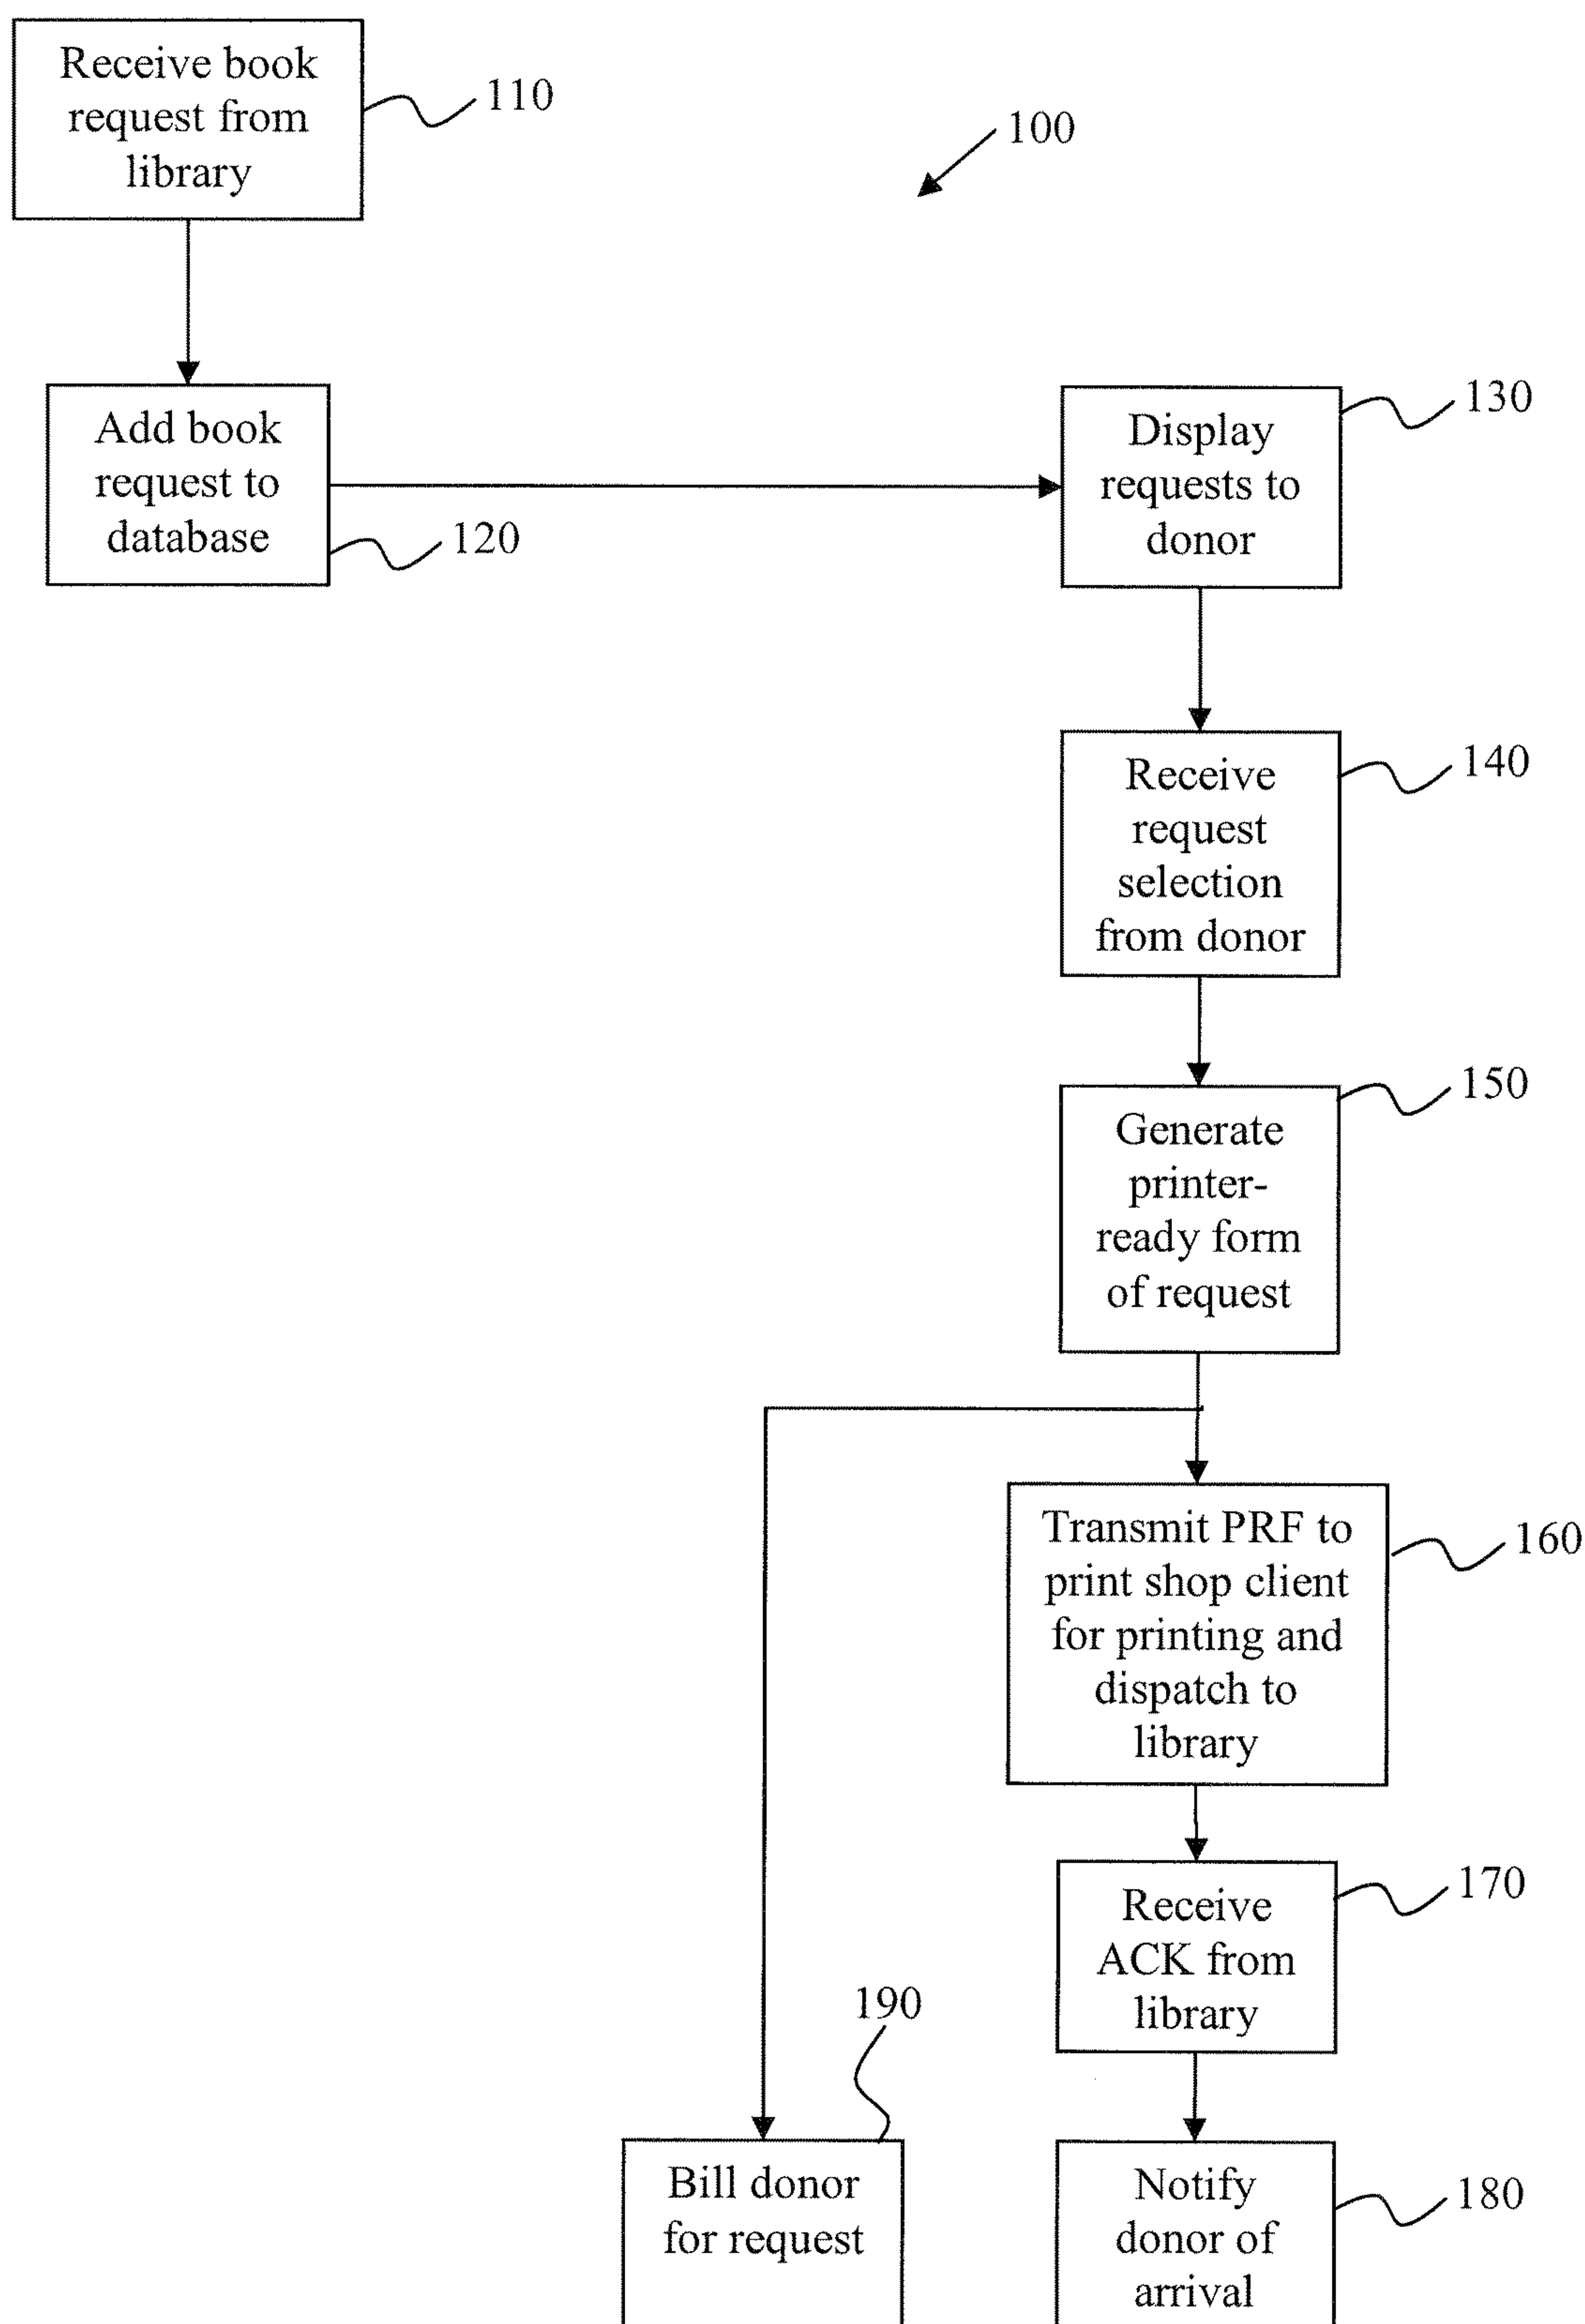 Receive book
request from
library
110
100
Add book
request to
database
120
Display
requests to
donor
130
Receive
request
selection
from donor
140
Generate
printer-
ready form
of request
150
Transmit PRF to
print shop client
for printing and
dispatch to
library
160
Receive
ACK from
library
170
190
Bill donor
for request
Notify
donor of
arrival
180